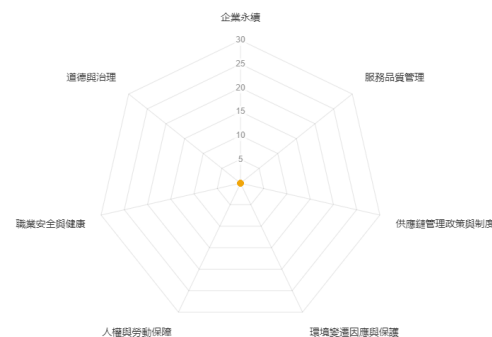 企業永續
30
25
20
15
10
5
服務品質管理
供應鏈管理政策與制度
環境變遷因應與保護
人權與勞動保障
職業安全與健康
道德與治理